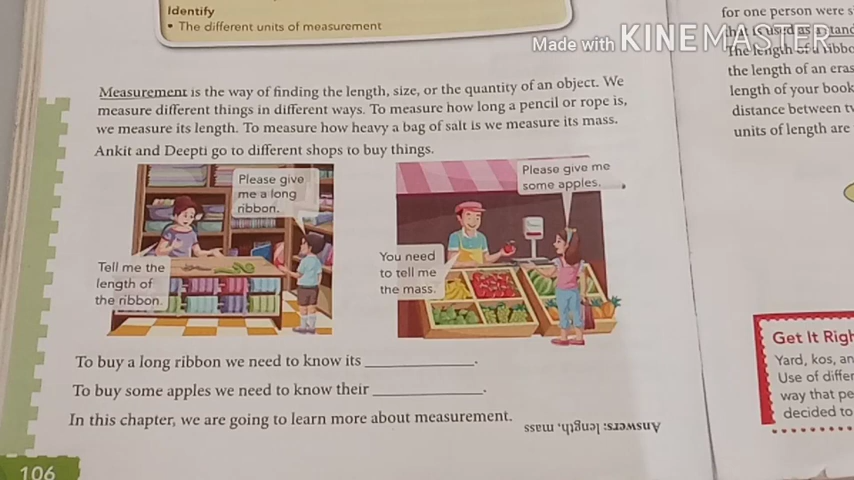 Identify
• The different units of measurement
Made with KINEMASTER
Measurement is the way of finding the length, size, or the quantity of an object. We
measure different things in different ways. To measure how long a pencil or rope is,
we measure its length. To measure how heavy a bag of salt is we measure its mass.
Ankit and Deepti go to different shops to buy things.
Please give
me a long
ribbon.
Tell me the
length of
the ribbon.
Please give me
some apples.
You need
to tell me
the mass.
To buy a long ribbon we need to know its ____________.
To buy some apples we need to know their ____________.
In this chapter, we are going to learn more about measurement.
Answers: length, mass
106
for one person were
that is used as a
The length of a
the length of an
length of your book
distance between
units of length are
Get It
Yard, kos,
Use of
way that
decided to